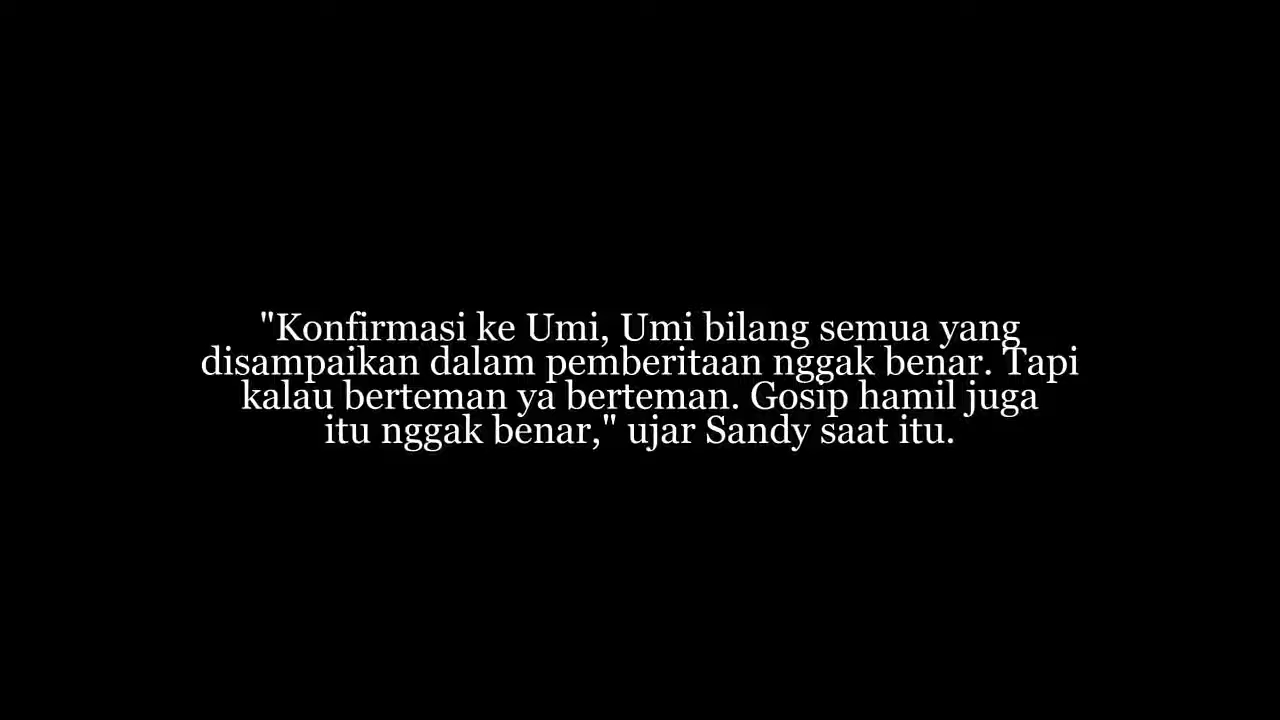 "Konfirmasi ke Umi, Umi bilang semua yang
disampaikan dalam pemberitaan nggak benar. Tapi
kalau berteman ya berteman. Gosip hamil juga
itu nggak benar," ujar Sandy saat itu.